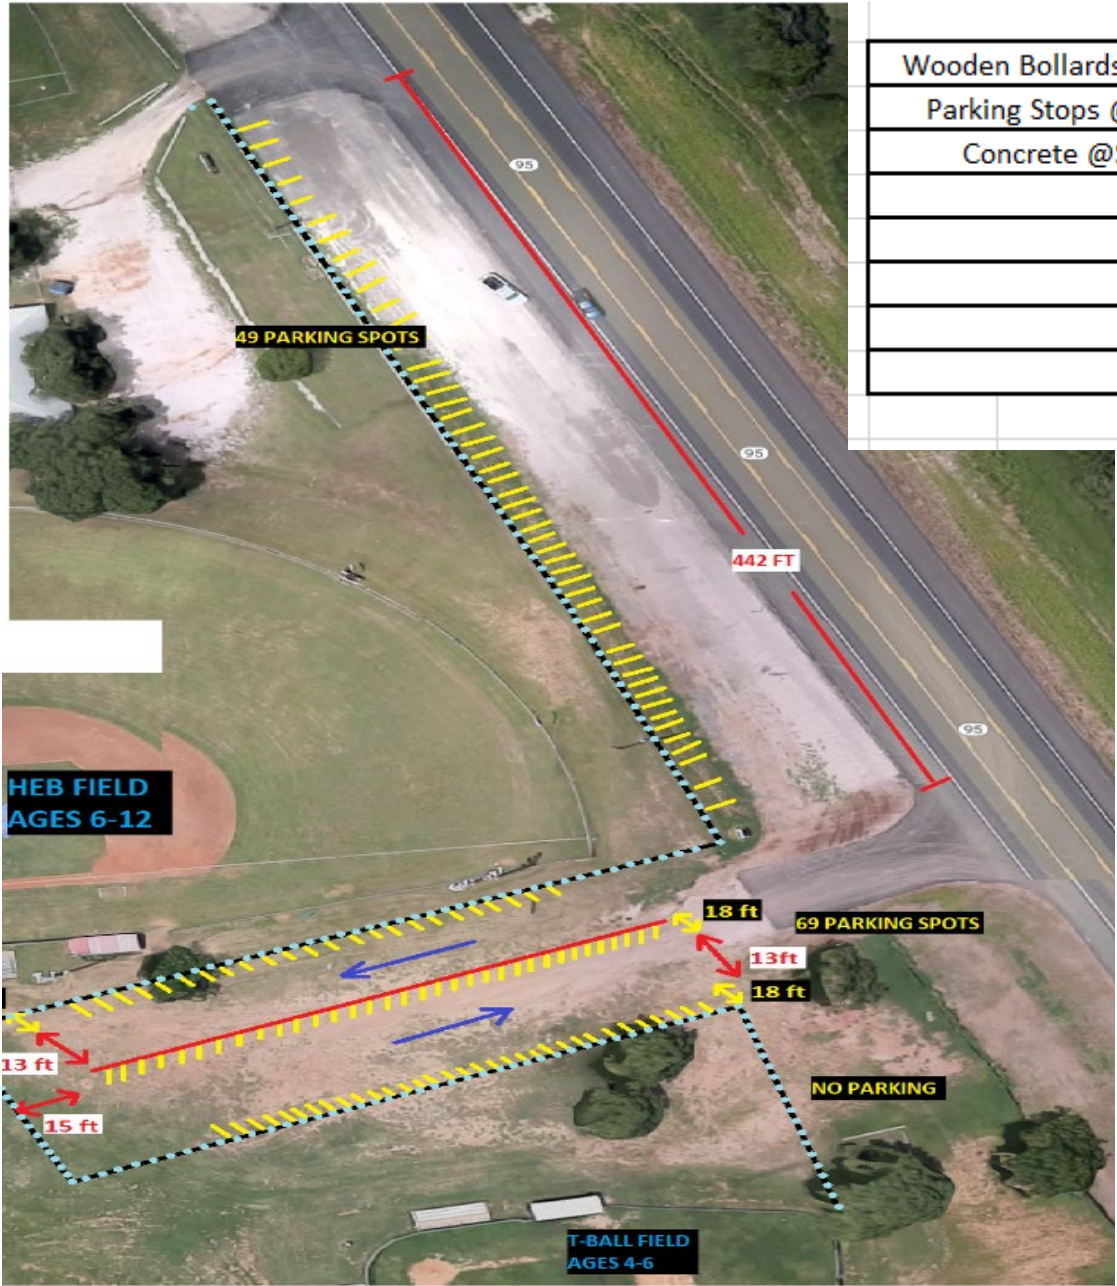 Wooden Bollards
Parking Stops @
Concrete @
95
49 PARKING SPOTS
95
442 FT
95
HEB FIELD
AGES 6-12
18 ft
69 PARKING SPOTS
13ft
18 ft
13 ft
NO PARKING
15 ft
T-BALL FIELD
AGES 4-6